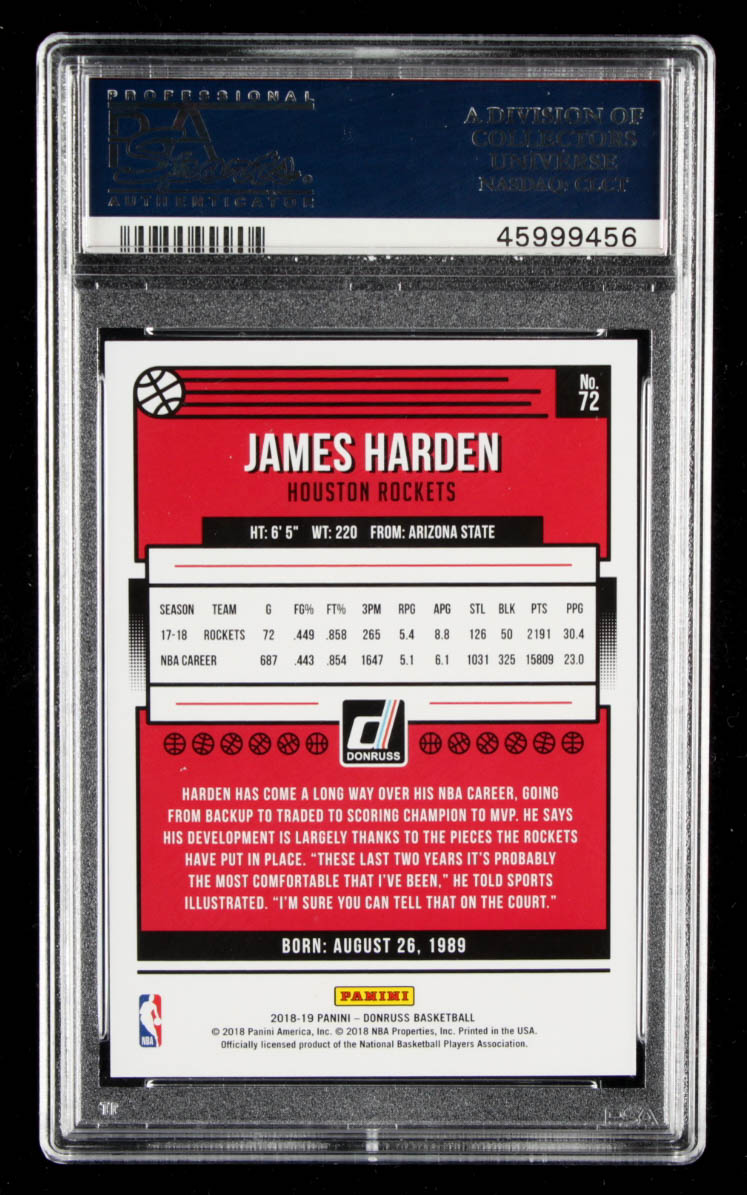 PROFESSIONAL
PSA
Sports
AUTHENTICATOR
A DIVISION OF
COLLECTORS
UNIVERSE
NASDAQ: CLCT
45999456
No.
72
JAMES HARDEN
HOUSTON ROCKETS
HT: 6' 5" WT: 220 FROM: ARIZONA STATE
SEASON TEAM G FG% FT% 3PM RPG APG STL BLK PTS PPG
17-18 ROCKETS 72 .449 .858 265 5.4 8.8 126 50 2191 30.4
NBA CAREER 687 .443 .854 1647 5.1 6.1 1031 325 15809 23.0
d
DONRUSS
HARDEN HAS COME A LONG WAY OVER HIS NBA CAREER, GOING
FROM BACKUP TO TRADED TO SCORING CHAMPION TO MVP. HE SAYS
HIS DEVELOPMENT IS LARGELY THANKS TO THE PIECES THE ROCKETS
HAVE PUT IN PLACE. “THESE LAST TWO YEARS IT'S PROBABLY
THE MOST COMFORTABLE THAT I'VE BEEN,” HE TOLD SPORTS
ILLUSTRATED. “I'M SURE YOU CAN TELL THAT ON THE COURT.”
BORN: AUGUST 26, 1989
PANINI
2018-19 PANINI – DONRUSS BASKETBALL
© 2018 Panini America, Inc. © 2018 NBA Properties, Inc. Printed in the USA.
Officially licensed product of the National Basketball Players Association.
NBA
PSA